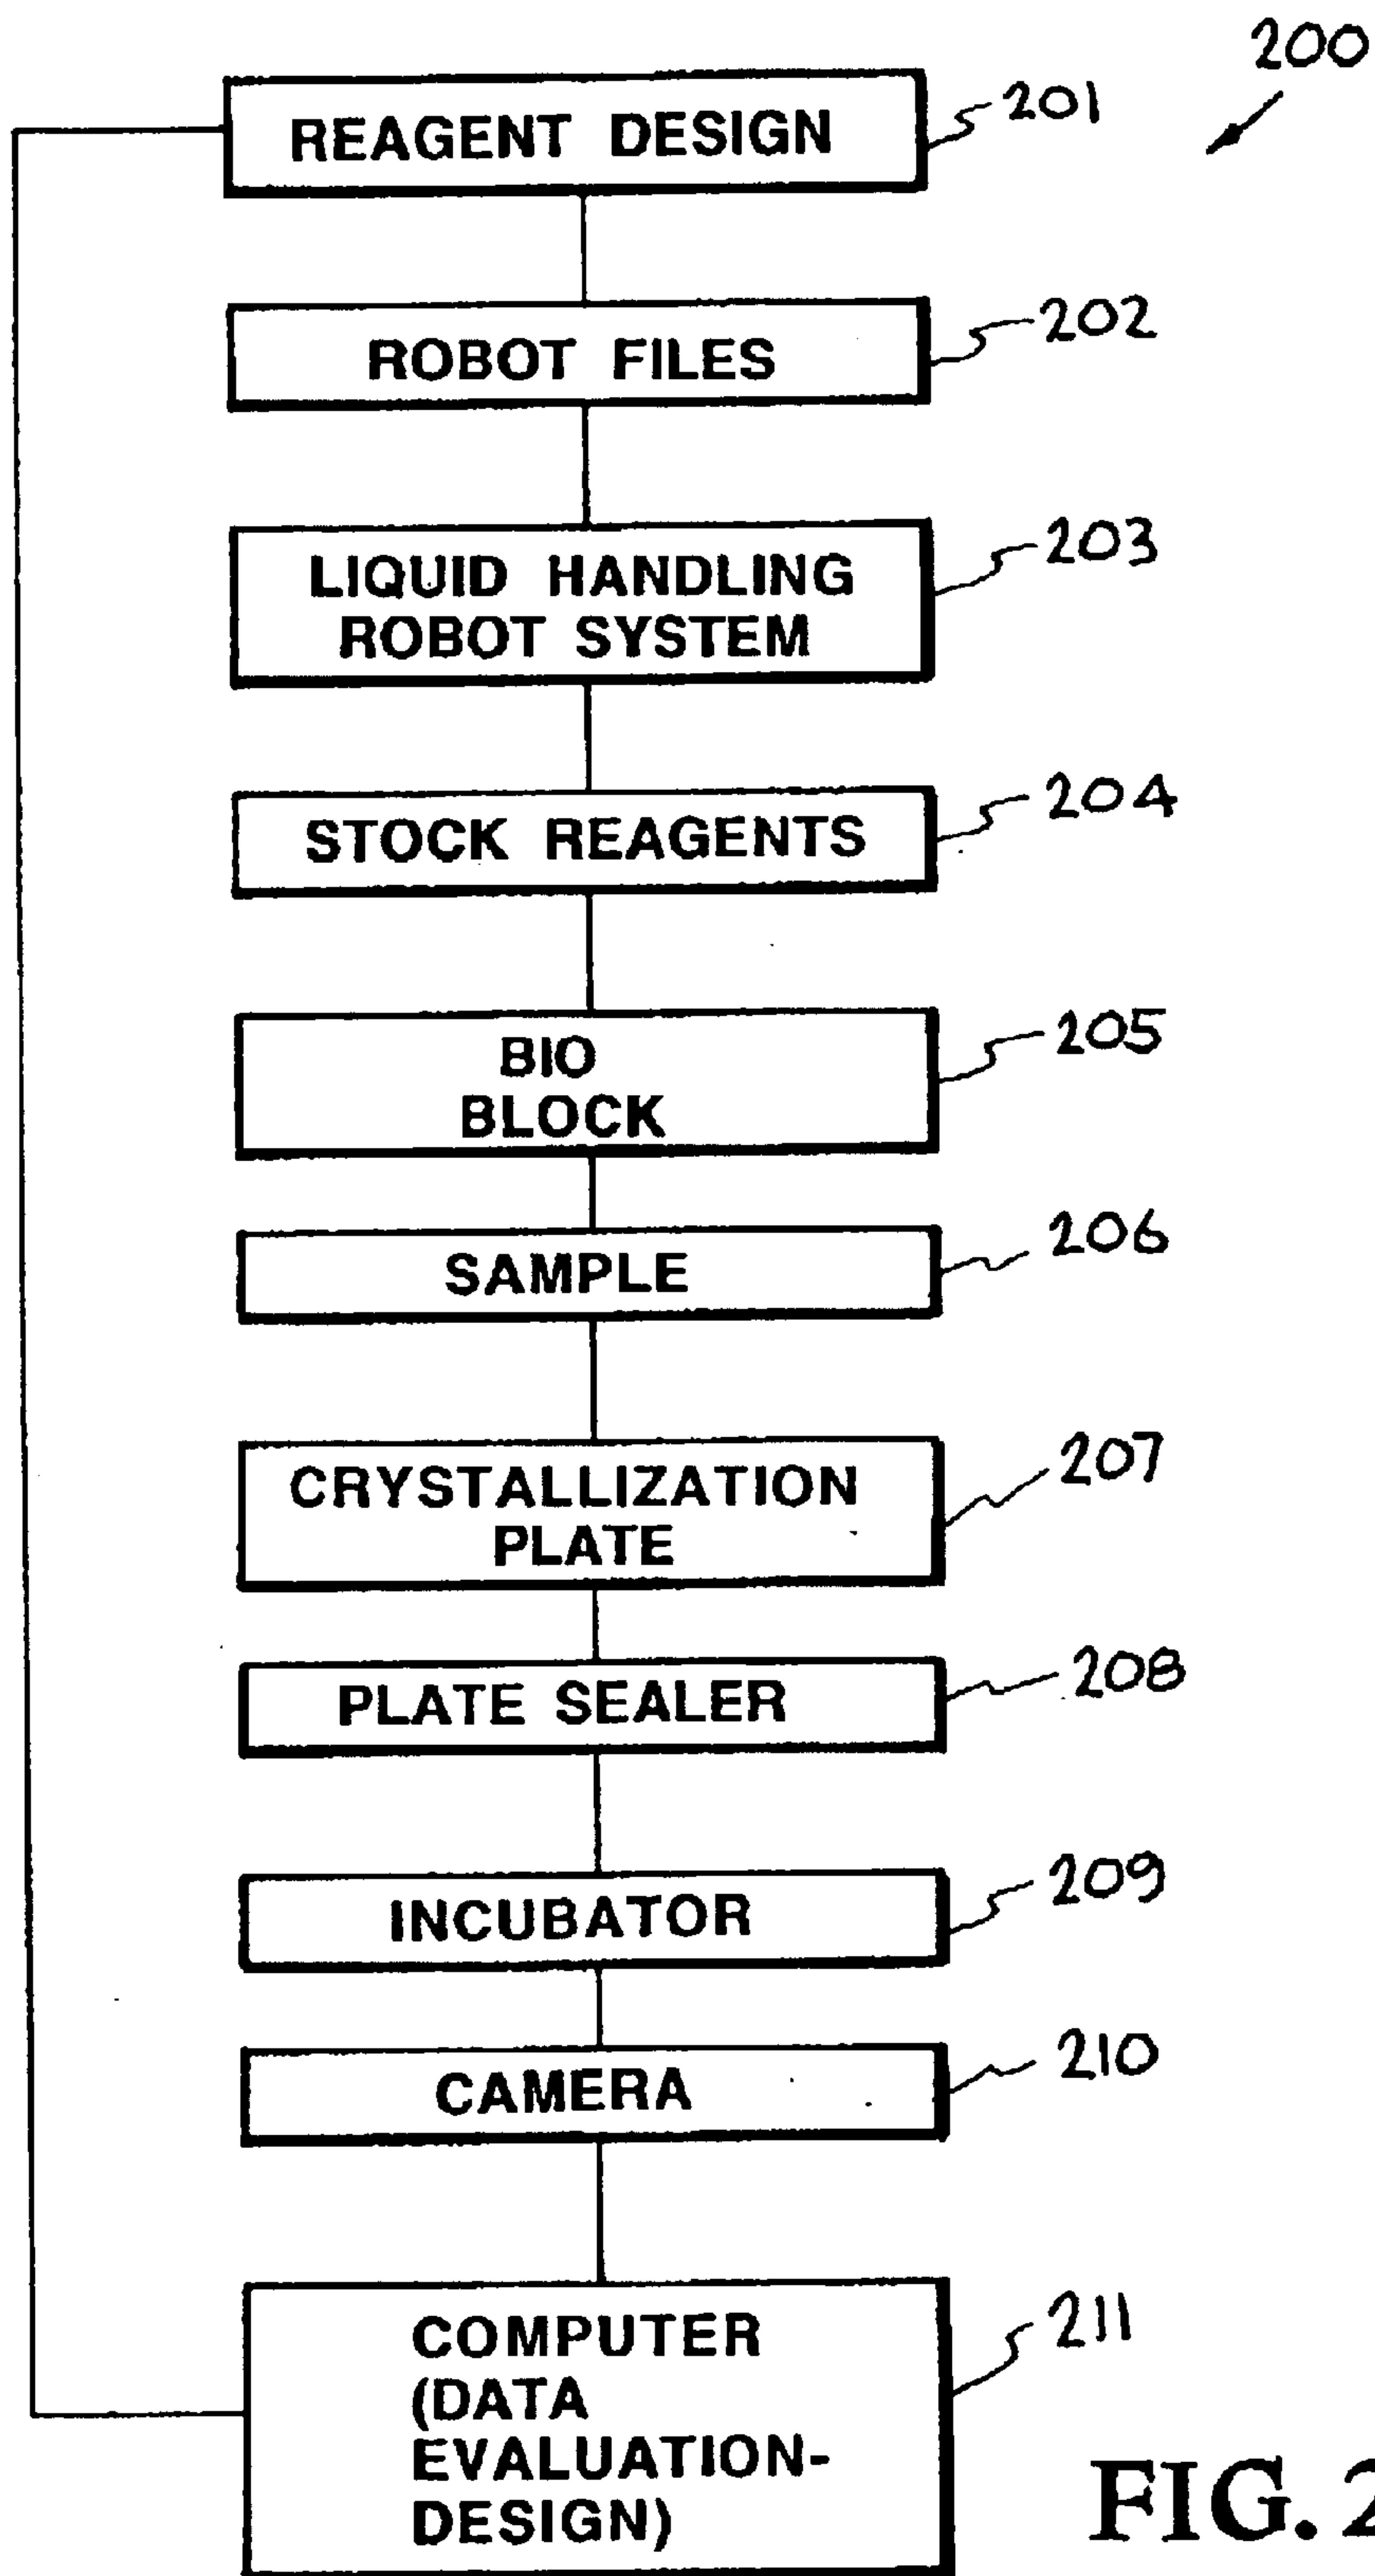 200
REAGENT DESIGN
201
ROBOT FILES
202
LIQUID HANDLING
ROBOT SYSTEM
203
STOCK REAGENTS
204
BIO
BLOCK
205
SAMPLE
206
CRYSTALLIZATION
PLATE
207
PLATE SEALER
208
INCUBATOR
209
CAMERA
210
COMPUTER
(DATA
EVALUATION-
DESIGN)
211
FIG. 2